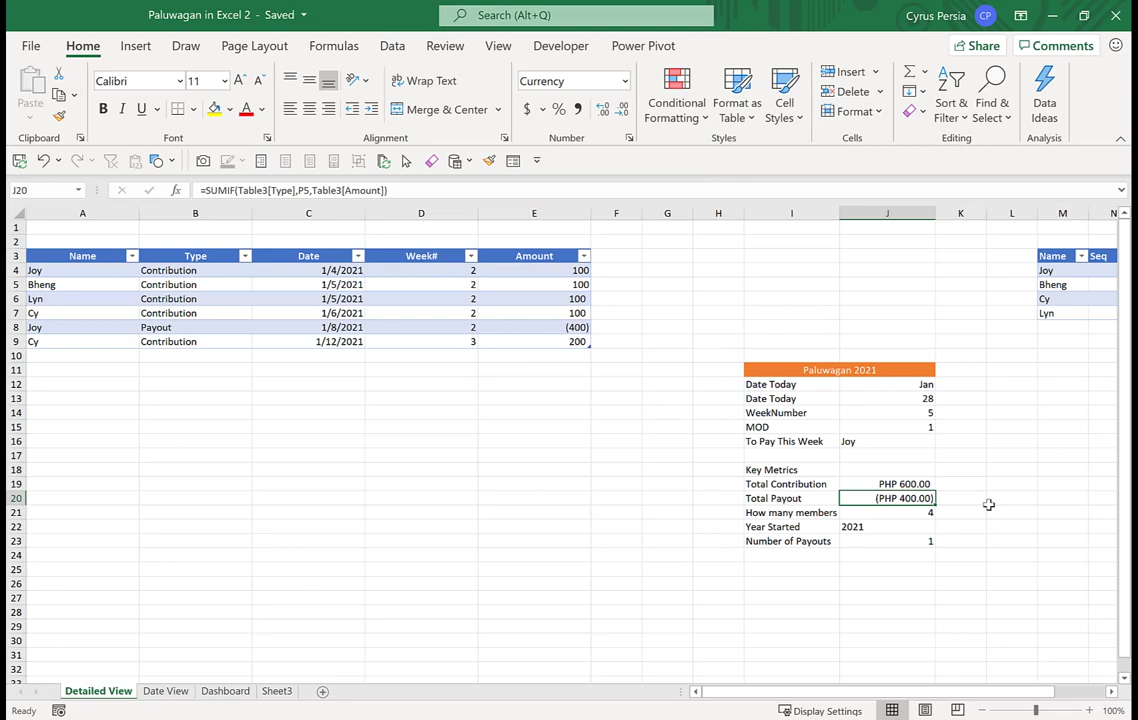 Paluwagan in Excel 2 - Saved
Search (Alt+Q)
Cyrus Persia
CP
File Home Insert Draw Page Layout Formulas Data Review View Developer Help Power Pivot
Share
Comments
Paste
Clipboard
Calibri
11
B I U
Font
Wrap Text
Merge & Center
Alignment
Currency
$ % 9
Number
Conditional Formatting
Format as Table
Cell Styles
Styles
Insert
Delete
Format
Cells
Sort & Filter
Find & Select
Editing
Data Ideas
Analysis
J20
fx
=SUMIF(Table3[Type],P5,Table3[Amount])
A B C D E F G H I J K L M N
1
2
3 Name Type Date Week# Amount Name Seq
4 Joy Contribution 1/4/2021 2 100 Joy
5 Bheng Contribution 1/5/2021 2 100 Bheng
6 Lyn Contribution 1/5/2021 2 100 Cy
7 Cy Contribution 1/6/2021 2 100 Lyn
8 Joy Payout 1/8/2021 2 (400)
9 Cy Contribution 1/12/2021 3 200
10
11 Paluwagan 2021
12 Date Today Jan
13 Date Today 28
14 WeekNumber 5
15 MOD 1
16 To Pay This Week Joy
17
18 Key Metrics
19 Total Contribution PHP 600.00
20 Total Payout (PHP 400.00)
21 How many members 4
22 Year Started 2021
23 Number of Payouts 1
24
25
26
27
28
29
30
31
32
Detailed View Date View Dashboard Sheet3
Ready
Display Settings
100%